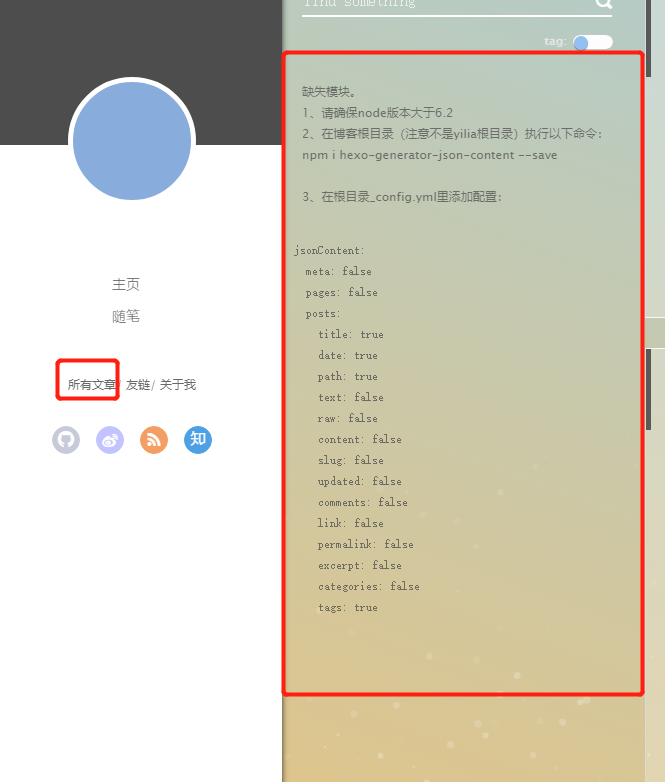 find something
tag:
缺失模块。
1、请确保node版本大于6.2
2、在博客根目录（注意不是yilia根目录）执行以下命令：
npm i hexo-generator-json-content --save
3、在根目录_config.yml里添加配置：
jsonContent:
meta: false
pages: false
posts:
title: true
date: true
path: true
text: false
raw: false
content: false
slug: false
updated: false
comments: false
link: false
permalink: false
excerpt: false
categories: false
tags: true
主页
随笔
所有文章/ 友链/ 关于我
知